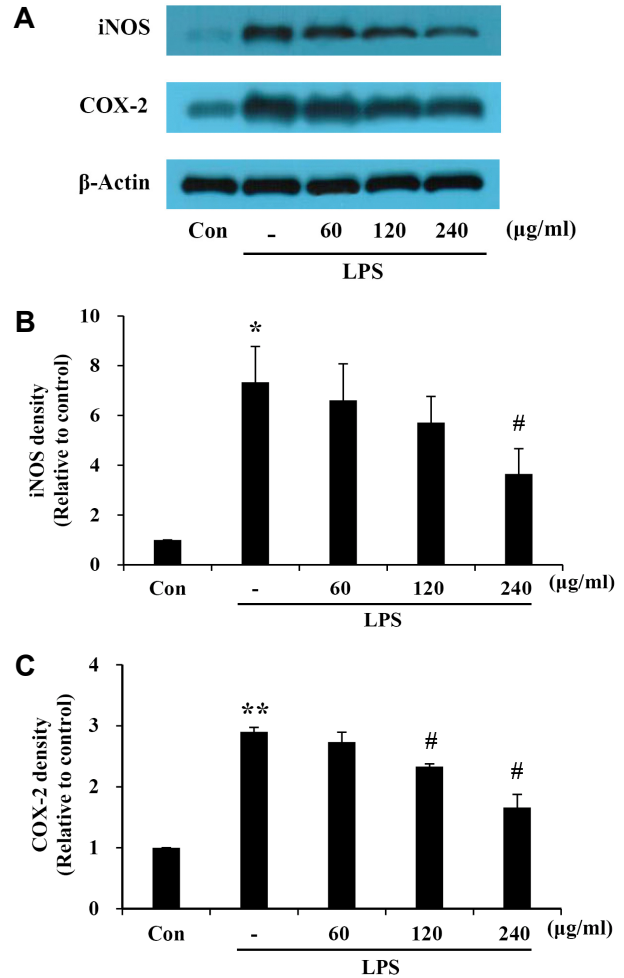 A
iNOS
COX-2
β-Actin
Con - 60 120 240 (μg/ml)
LPS
B
iNOS density
(Relative to control)
10
8
6
4
2
0
*
#
Con - 60 120 240 (μg/ml)
LPS
C
COX-2 density
(Relative to control)
4
3
2
1
0
**
#
#
Con - 60 120 240 (μg/ml)
LPS